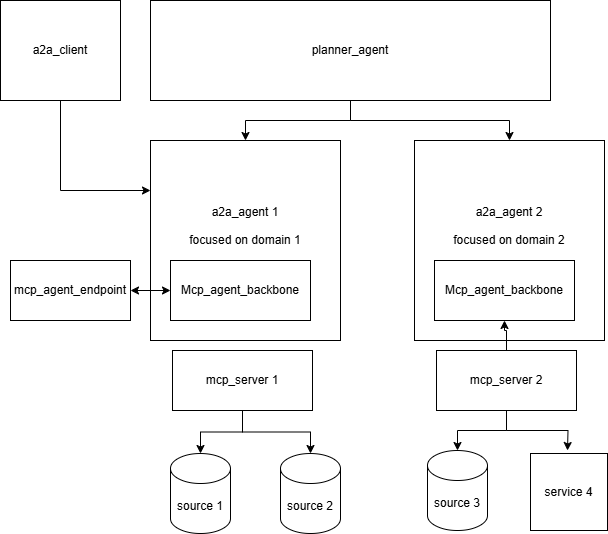 a2a_client
planner_agent
a2a_agent 1
focused on domain 1
a2a_agent 2
focused on domain 2
mcp_agent_endpoint
Mcp_agent_backbone
Mcp_agent_backbone
mcp_server 1
mcp_server 2
source 1
source 2
source 3
service 4